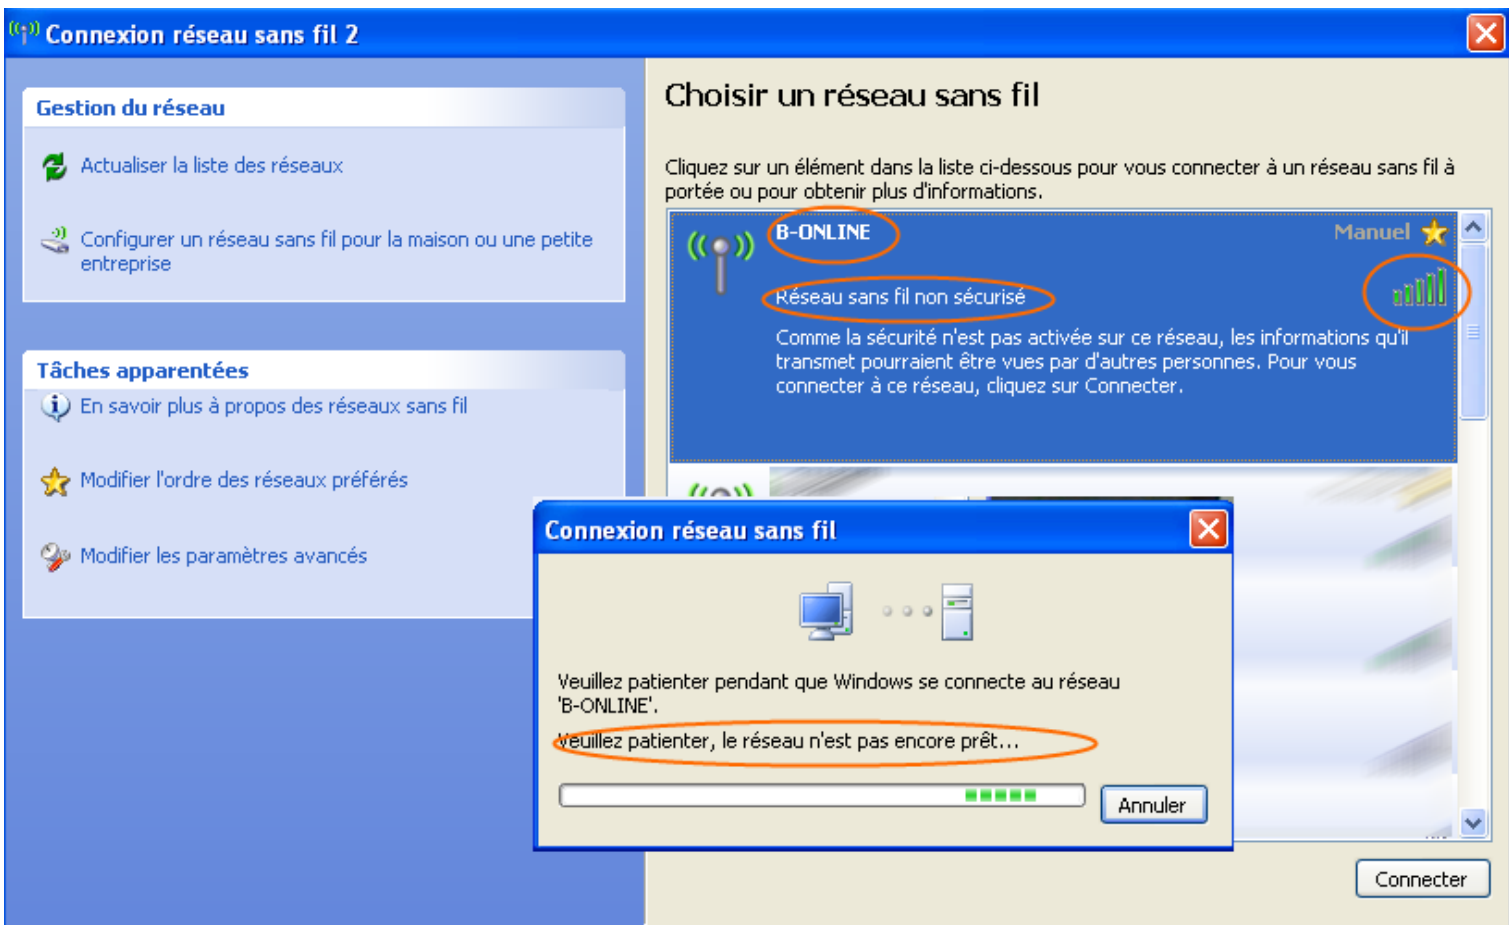 Connexion réseau sans fil 2
Gestion du réseau
Actualiser la liste des réseaux
Configurer un réseau sans fil pour la maison ou une petite
entreprise
Tâches apparentées
En savoir plus à propos des réseaux sans fil
Modifier l'ordre des réseaux préférés
Modifier les paramètres avancés
Choisir un réseau sans fil
Cliquez sur un élément dans la liste ci-dessous pour vous connecter à un réseau sans fil à
portée ou pour obtenir plus d'informations.
B-ONLINE
Manuel
Réseau sans fil non sécurisé
Comme la sécurité n'est pas activée sur ce réseau, les informations qu'il
transmet pourraient être vues par d'autres personnes. Pour vous
connecter à ce réseau, cliquez sur Connecter.
Connexion réseau sans fil
Veuillez patienter pendant que Windows se connecte au réseau
'B-ONLINE'.
Veuillez patienter, le réseau n'est pas encore prêt...
Annuler
Connecter